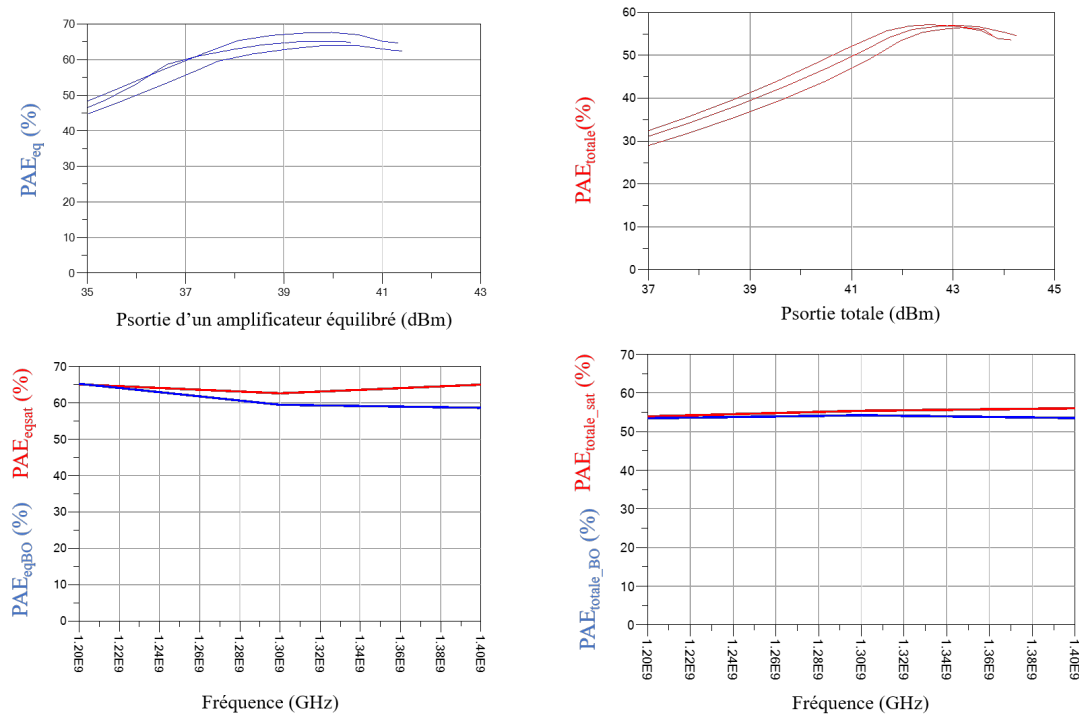 PAEeq (%)
70
60
50
40
30
20
10
0
35
37
39
41
43
Psortie d’un amplificateur équilibré (dBm)
PAEtotale(%)
60
50
40
30
20
10
0
37
39
41
43
45
Psortie totale (dBm)
PAEeqBO (%) PAEeqsat (%)
70
60
50
40
30
20
10
0
1.20E9
1.22E9
1.24E9
1.26E9
1.28E9
1.30E9
1.32E9
1.34E9
1.36E9
1.38E9
1.40E9
Fréquence (GHz)
PAEtotale_BO (%) PAEtotale_sat (%)
70
60
50
40
30
20
10
0
1.20E9
1.22E9
1.24E9
1.26E9
1.28E9
1.30E9
1.32E9
1.34E9
1.36E9
1.38E9
1.40E9
Fréquence (GHz)